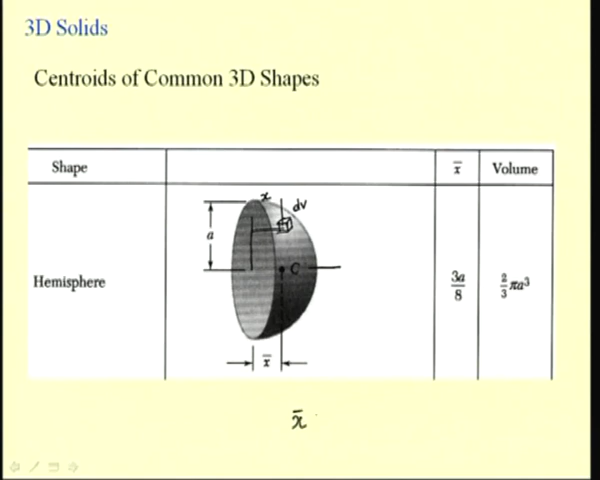 3D Solids
Centroids of Common 3D Shapes
Shape x̄ Volume
x dv
a
C
Hemisphere 3a/8 2/3 πa³
x̄
x̄